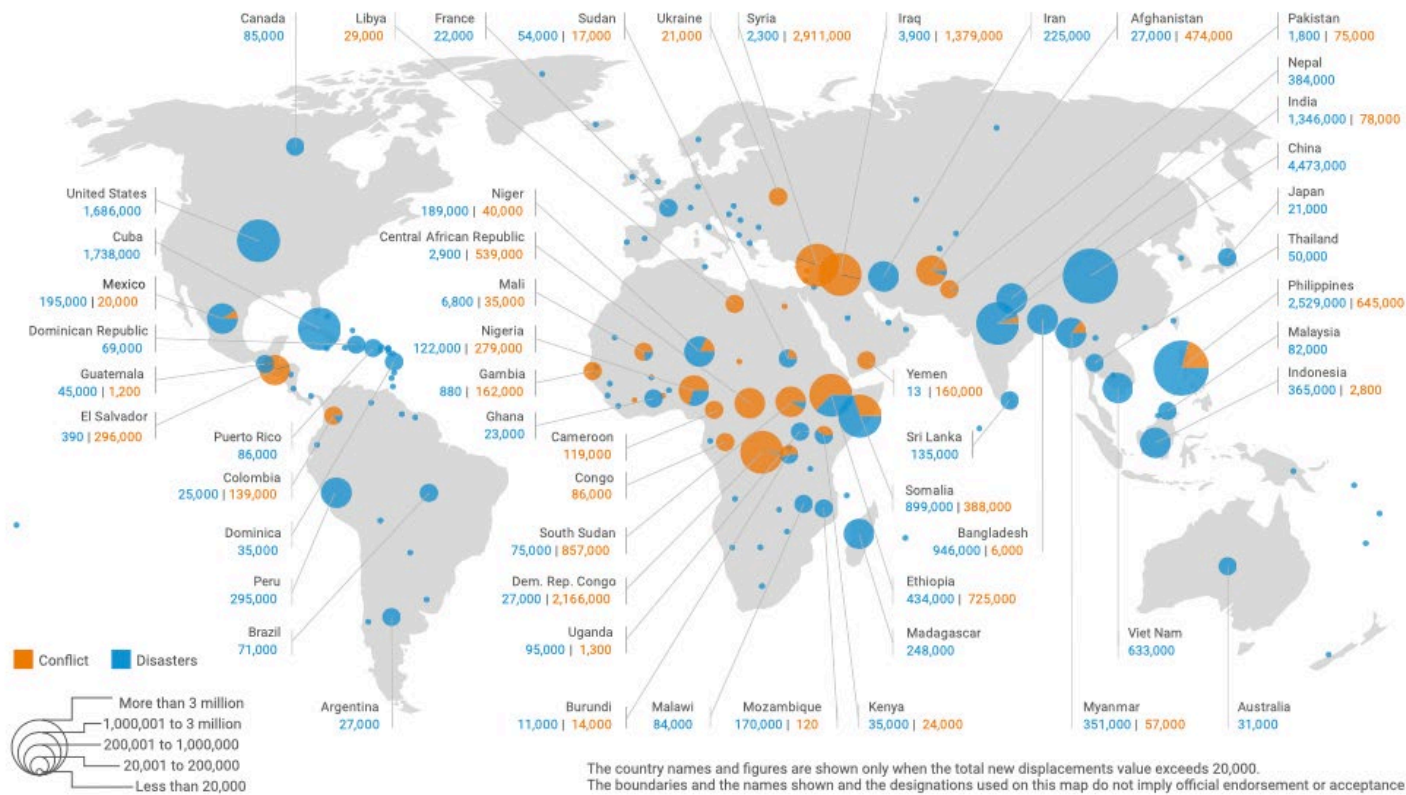 Canada
85,000
Libya
29,000
France
22,000
Sudan
54,000 | 17,000
Ukraine
21,000
Syria
2,300 | 2,911,000
Iraq
3,900 | 1,379,000
Iran
225,000
Afghanistan
27,000 | 474,000
Pakistan
1,800 | 75,000
Nepal
384,000
India
1,346,000 | 78,000
China
4,473,000
Japan
21,000
Thailand
50,000
Philippines
2,529,000 | 645,000
Malaysia
82,000
Indonesia
365,000 | 2,800
United States
1,686,000
Cuba
1,738,000
Mexico
195,000 | 20,000
Dominican Republic
69,000
Guatemala
45,000 | 1,200
El Salvador
390 | 296,000
Niger
189,000 | 40,000
Central African Republic
2,900 | 539,000
Mali
6,800 | 35,000
Nigeria
122,000 | 279,000
Gambia
880 | 162,000
Ghana
23,000
Cameroon
119,000
Congo
86,000
South Sudan
75,000 | 857,000
Dem. Rep. Congo
27,000 | 2,166,000
Uganda
95,000 | 1,300
Puerto Rico
86,000
Colombia
25,000 | 139,000
Dominica
35,000
Peru
295,000
Brazil
71,000
Argentina
27,000
Yemen
13 | 160,000
Sri Lanka
135,000
Somalia
899,000 | 388,000
Bangladesh
946,000 | 6,000
Ethiopia
434,000 | 725,000
Madagascar
248,000
Viet Nam
633,000
Burundi
11,000 | 14,000
Malawi
84,000
Mozambique
170,000 | 120
Kenya
35,000 | 24,000
Myanmar
351,000 | 57,000
Australia
31,000
Conflict
Disasters
More than 3 million
1,000,001 to 3 million
200,001 to 1,000,000
20,001 to 200,000
Less than 20,000
The country names and figures are shown only when the total new displacements value exceeds 20,000.
The boundaries and the names shown and the designations used on this map do not imply official endorsement or acceptance